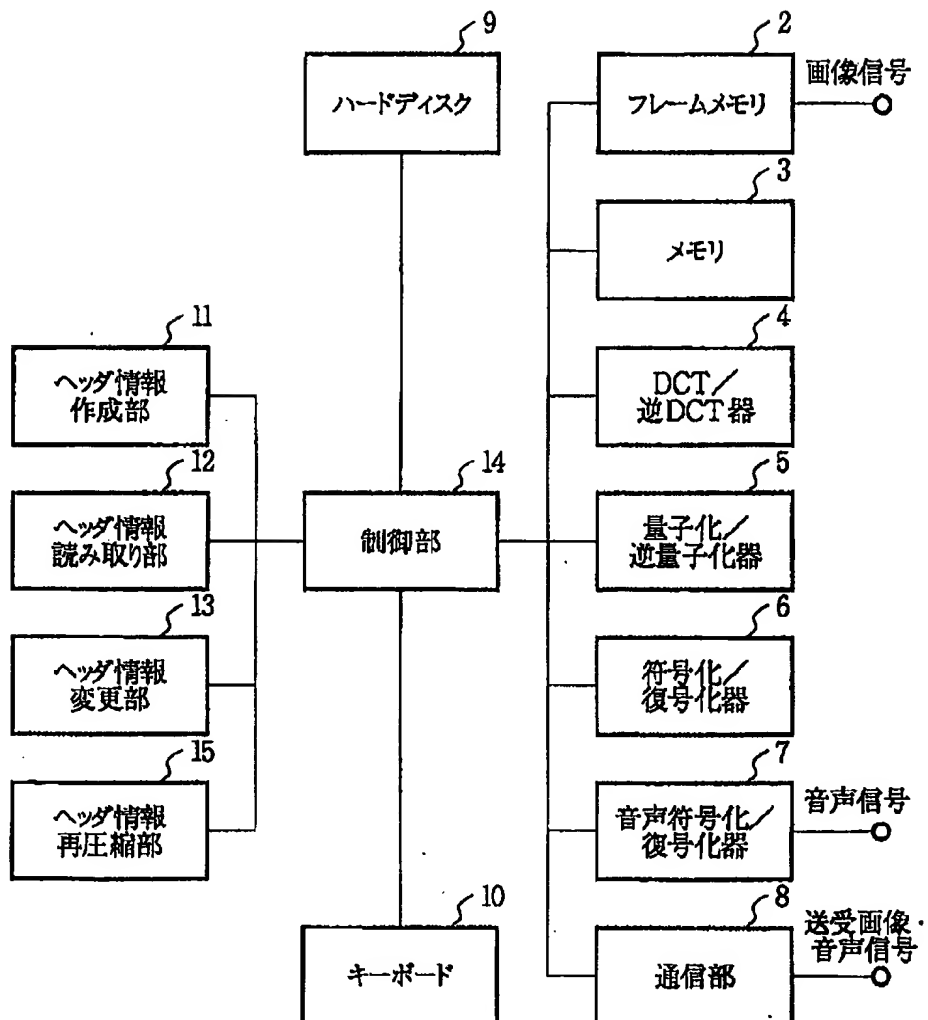 9
ハードディスク
2
フレームメモリ
画像信号
3
メモリ
11
ヘッダ情報
作成部
4
DCT／
逆DCT器
12
ヘッダ情報
読み取り部
14
制御部
5
量子化／
逆量子化器
13
ヘッダ情報
変更部
6
符号化／
復号化器
15
ヘッダ情報
再圧縮部
7
音声符号化／
復号化器
音声信号
10
キーボード
8
通信部
送受画像・
音声信号